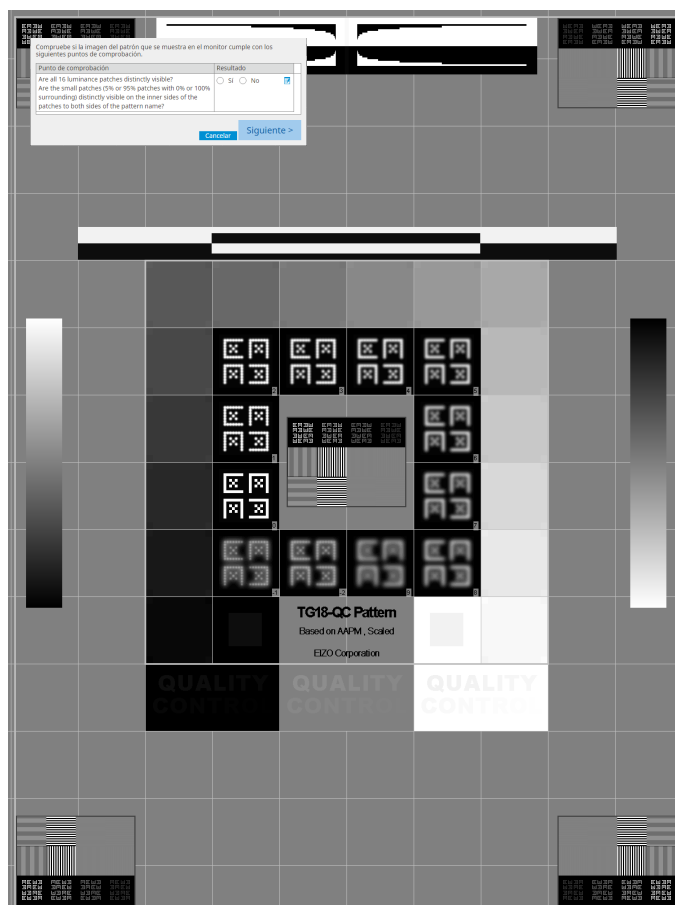 Compruebe si la imagen del patrón que se muestra en el monitor cumple con los
siguientes puntos de comprobación.
Punto de comprobación Resultado
Are all 16 luminance patches distinctly visible?
Are the small patches (5% or 95% patches with 0% or 100%
surrounding) distinctly visible on the inner sides of the
patches to both sides of the pattern name?
Sí No
Cancelar Siguiente >
TG18-QC Pattern
Based on AAPM , Scaled
EIZO Corporation
QUALITY QUALITY QUALITY
CONTR CONTR CONTR